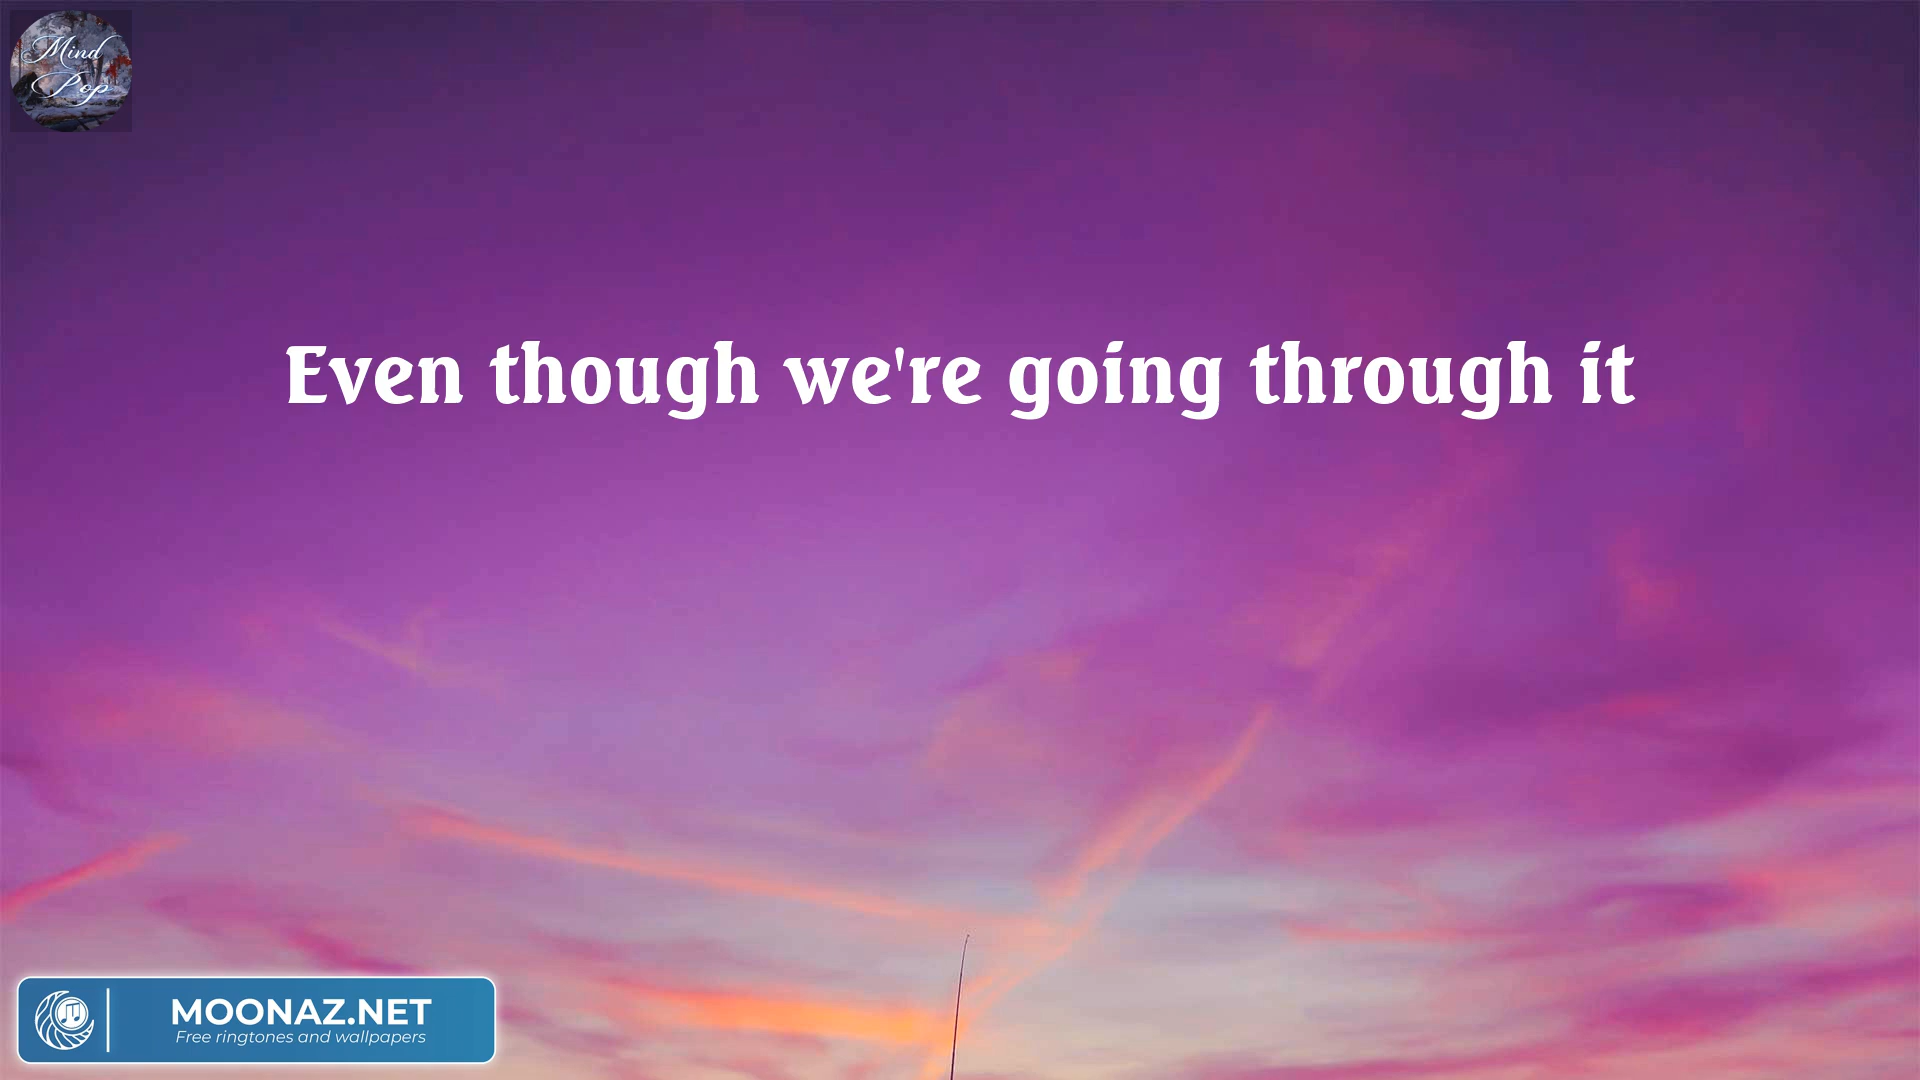 Mind
Pop
Even though we're going through it
MOONAZ.NET
Free ringtones and wallpapers